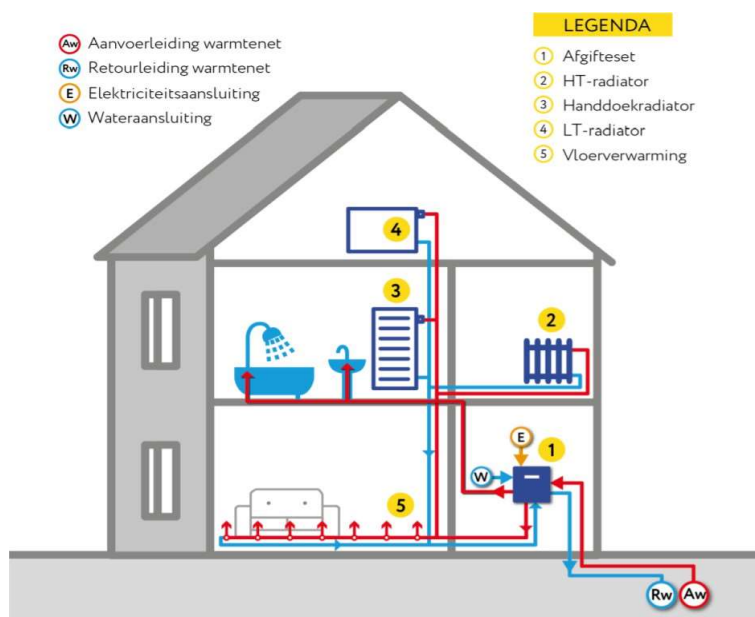 Aw Aanvoerleiding warmtenet
Rw Retourleiding warmtenet
E Elektriciteitsaansluiting
W Wateraansluiting
LEGENDA
1 Afgifteset
2 HT-radiator
3 Handdoekradiator
4 LT-radiator
5 Vloerverwarming
4
3
2
E
1
W
5
Rw
Aw